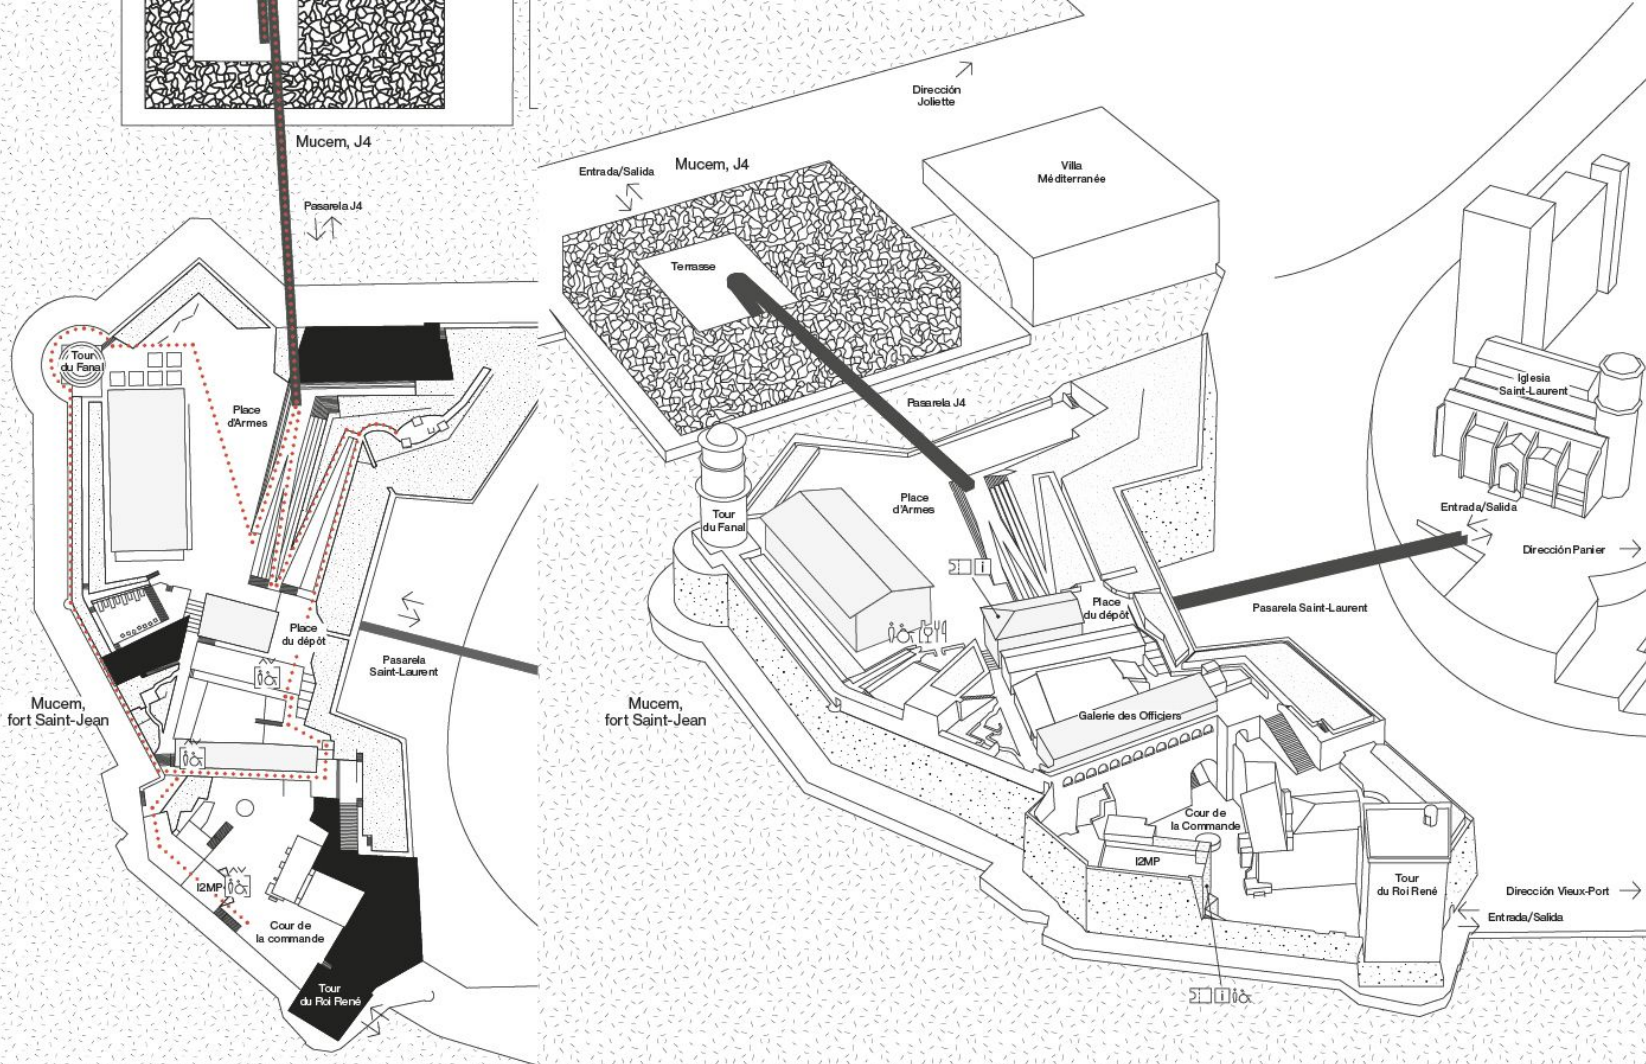 Mucem, J4
Pasarela J4
Tour
du Fanal
Place
d'Armes
Place
du dépôt
Pasarela
Saint-Laurent
Mucem,
fort Saint-Jean
I2MP
Cour de
la commande
Tour
du Roi René
Dirección
Joliette
Entrada/Salida
Mucem, J4
Villa
Méditerranée
Terrasse
Pasarela J4
Iglesia
Saint-Laurent
Place
d'Armes
Tour
du Fanal
Entrada/Salida
Dirección Panier
i
Place
du dépôt
Pasarela Saint-Laurent
Mucem,
fort Saint-Jean
Galerie des Officiers
Cour de
la Commande
I2MP
Tour
du Roi René
Dirección Vieux-Port
Entrada/Salida
i